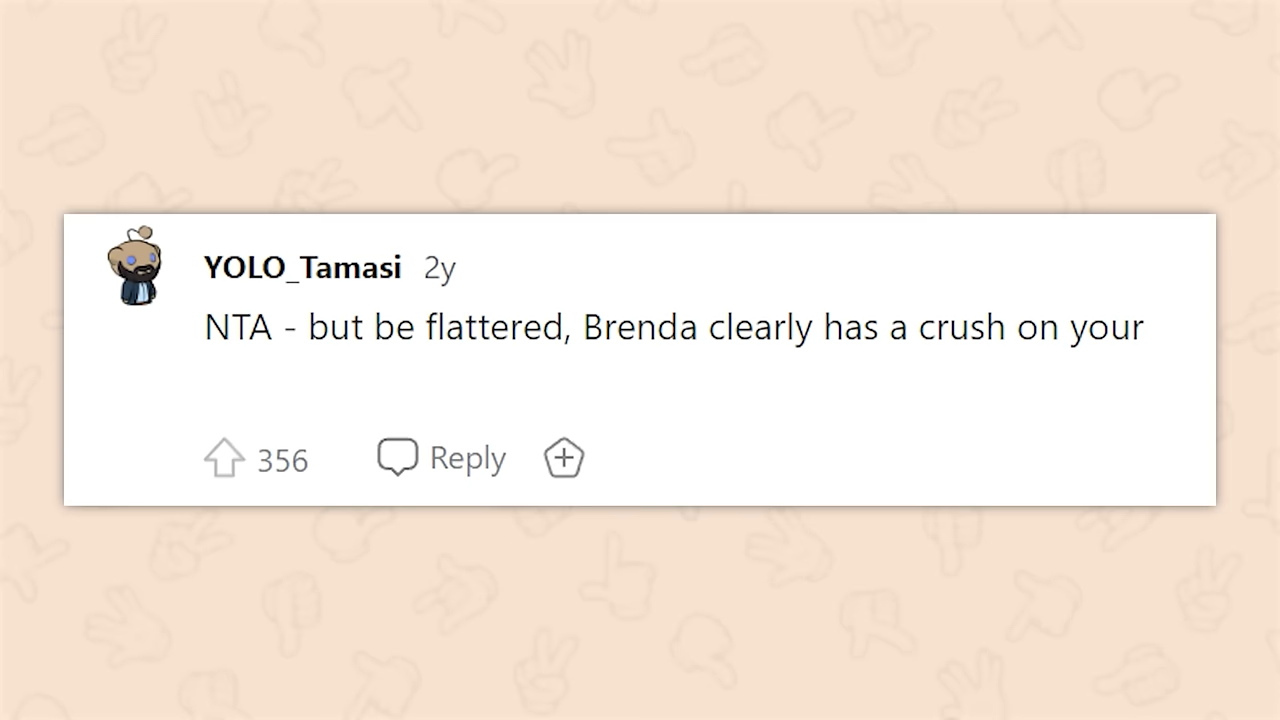 YOLO_Tamasi 2y
NTA - but be flattered, Brenda clearly has a crush on your
356 Reply